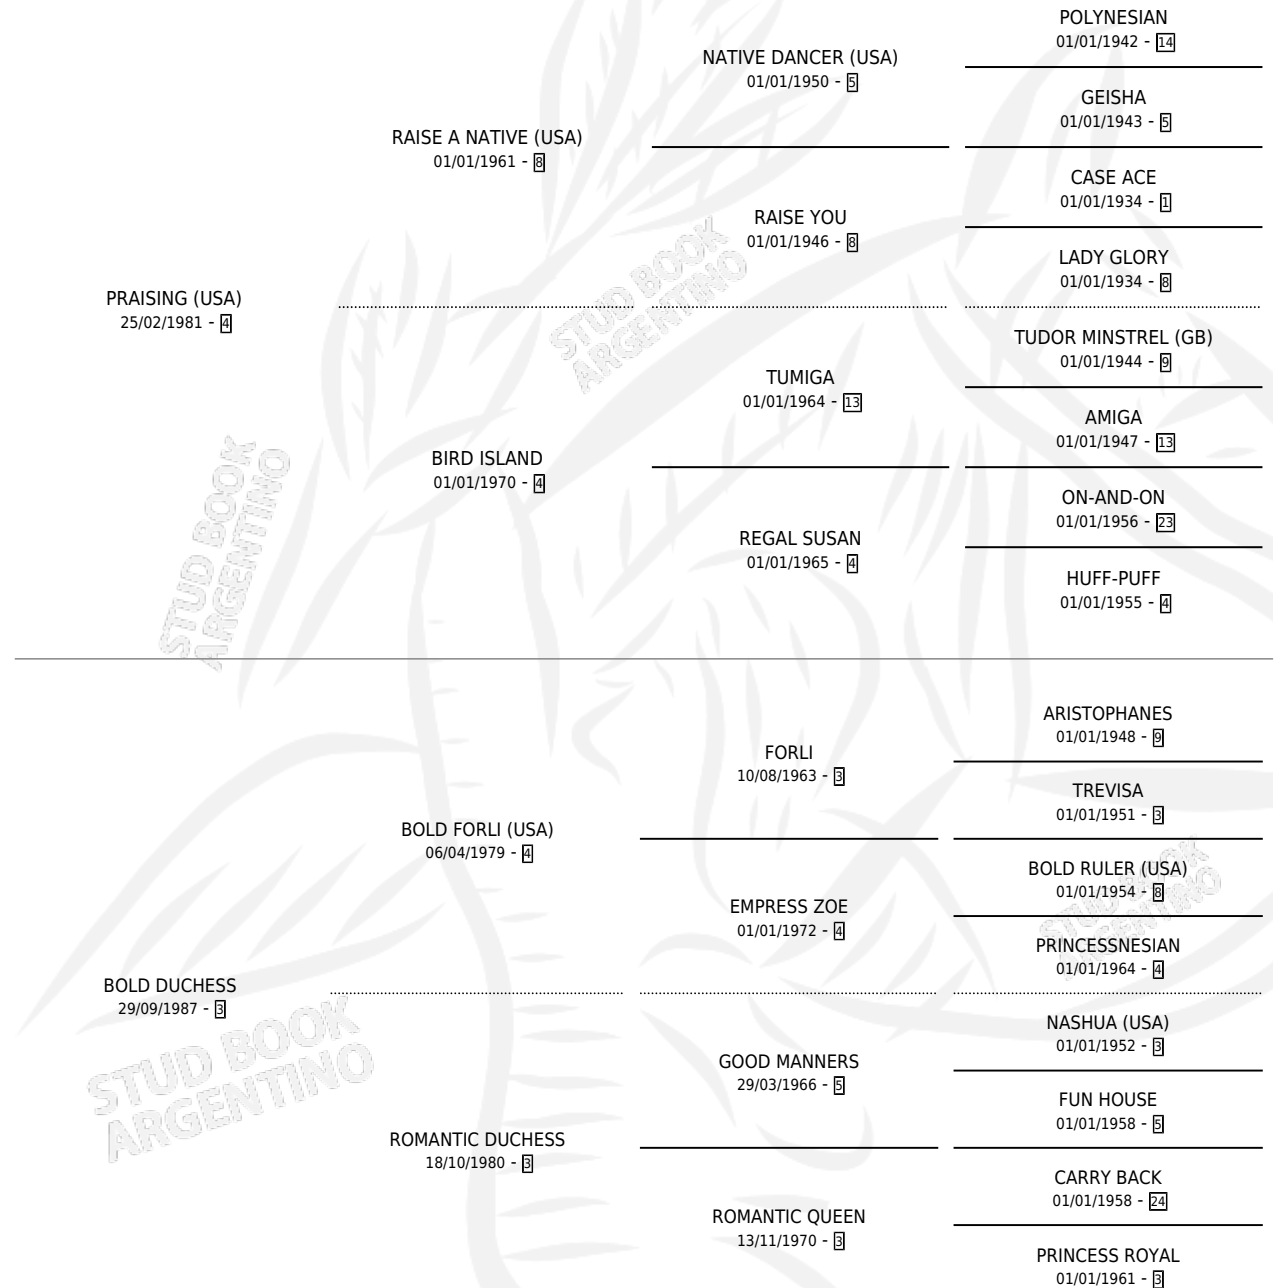 POLYNESIAN
01/01/1942 - 14
NATIVE DANCER (USA)
01/01/1950 - 5
GEISHA
01/01/1943 - 5
RAISE A NATIVE (USA)
01/01/1961 - 8
CASE ACE
01/01/1934 - 1
RAISE YOU
01/01/1946 - 8
LADY GLORY
01/01/1934 - 8
PRAISING (USA)
25/02/1981 - 4
TUDOR MINSTREL (GB)
01/01/1944 - 9
TUMIGA
01/01/1964 - 13
AMIGA
01/01/1947 - 13
BIRD ISLAND
01/01/1970 - 4
ON-AND-ON
01/01/1956 - 23
REGAL SUSAN
01/01/1965 - 4
HUFF-PUFF
01/01/1955 - 4
ARISTOPHANES
01/01/1948 - 9
FORLI
10/08/1963 - 3
TREVISA
01/01/1951 - 3
BOLD FORLI (USA)
06/04/1979 - 4
BOLD RULER (USA)
01/01/1954 - 8
EMPRESS ZOE
01/01/1972 - 4
PRINCESSNESIAN
01/01/1964 - 4
BOLD DUCHESS
29/09/1987 - 3
NASHUA (USA)
01/01/1952 - 3
GOOD MANNERS
29/03/1966 - 5
FUN HOUSE
01/01/1958 - 5
ROMANTIC DUCHESS
18/10/1980 - 3
CARRY BACK
01/01/1958 - 24
ROMANTIC QUEEN
13/11/1970 - 3
PRINCESS ROYAL
01/01/1961 - 3
STUD BOOK
ARGENTINO
STUD BOOK
ARGENTINO
STUD BOOK
ARGENTINO
STUD BOOK
ARGENTINO